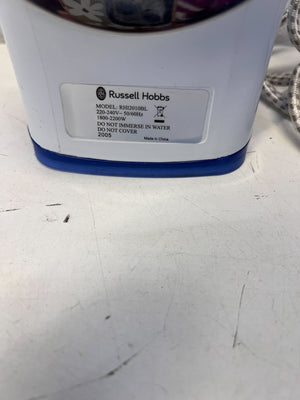 Russell Hobbs
MODEL: RHI2010BL
220-240V~ 50/60Hz
1800-2200W
DO NOT IMMERSE IN WATER
DO NOT COVER
2005
Made in China